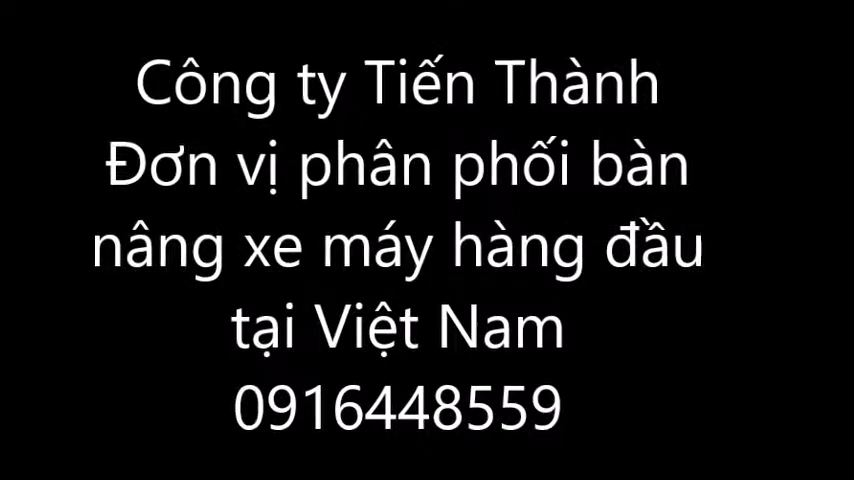 Công ty Tiến Thành
Đơn vị phân phối bàn
nâng xe máy hàng đầu
tại Việt Nam
0916448559